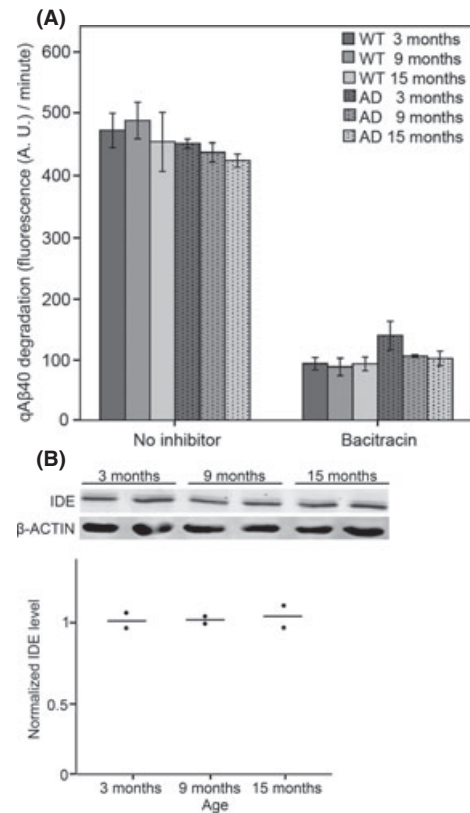 (A)
qAβ40 degradation (fluorescence (A. U.) / minute)
600
500
400
300
200
100
0
WT 3 months
WT 9 months
WT 15 months
AD 3 months
AD 9 months
AD 15 months
No inhibitor Bacitracin
(B)
3 months 9 months 15 months
IDE
β-ACTIN
Normalized IDE level
1
0.5
0
3 months 9 months 15 months
Age